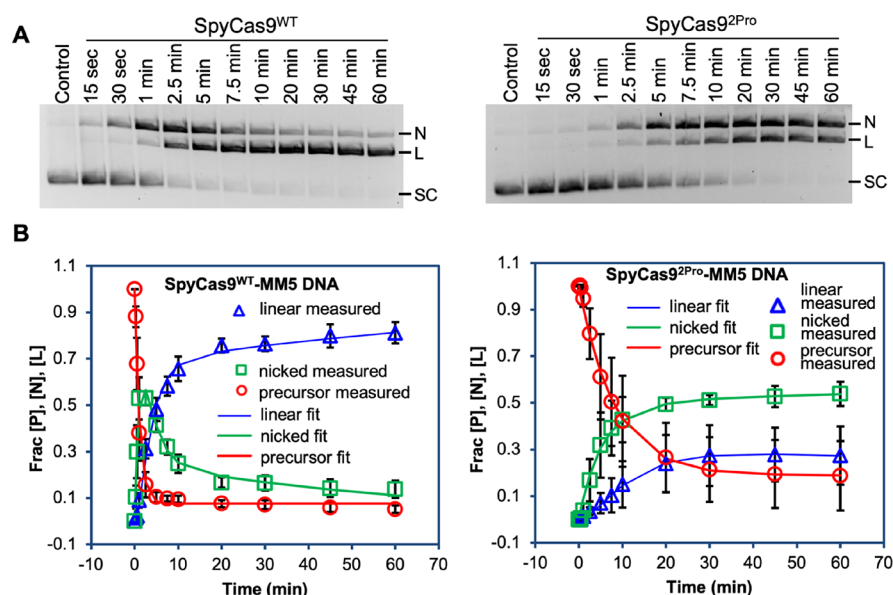 A
SpyCas9WT
Control
15 sec
30 sec
1 min
2.5 min
5 min
7.5 min
10 min
20 min
30 min
45 min
60 min
N
L
SC
SpyCas92Pro
Control
15 sec
30 sec
1 min
2.5 min
5 min
7.5 min
10 min
20 min
30 min
45 min
60 min
N
L
SC
B
SpyCas9WT-MM5 DNA
linear measured
nicked measured
precursor measured
linear fit
nicked fit
precursor fit
Frac [P], [N], [L]
1.1
0.9
0.7
0.5
0.3
0.1
-0.1
-10 0 10 20 30 40 50 60 70
Time (min)
SpyCas92Pro-MM5 DNA
linear fit
nicked fit
precursor fit
linear
measured
nicked
measured
precursor
measured
Frac [P], [N], [L]
1.1
0.9
0.7
0.5
0.3
0.1
-0.1
-10 0 10 20 30 40 50 60 70
Time (min)